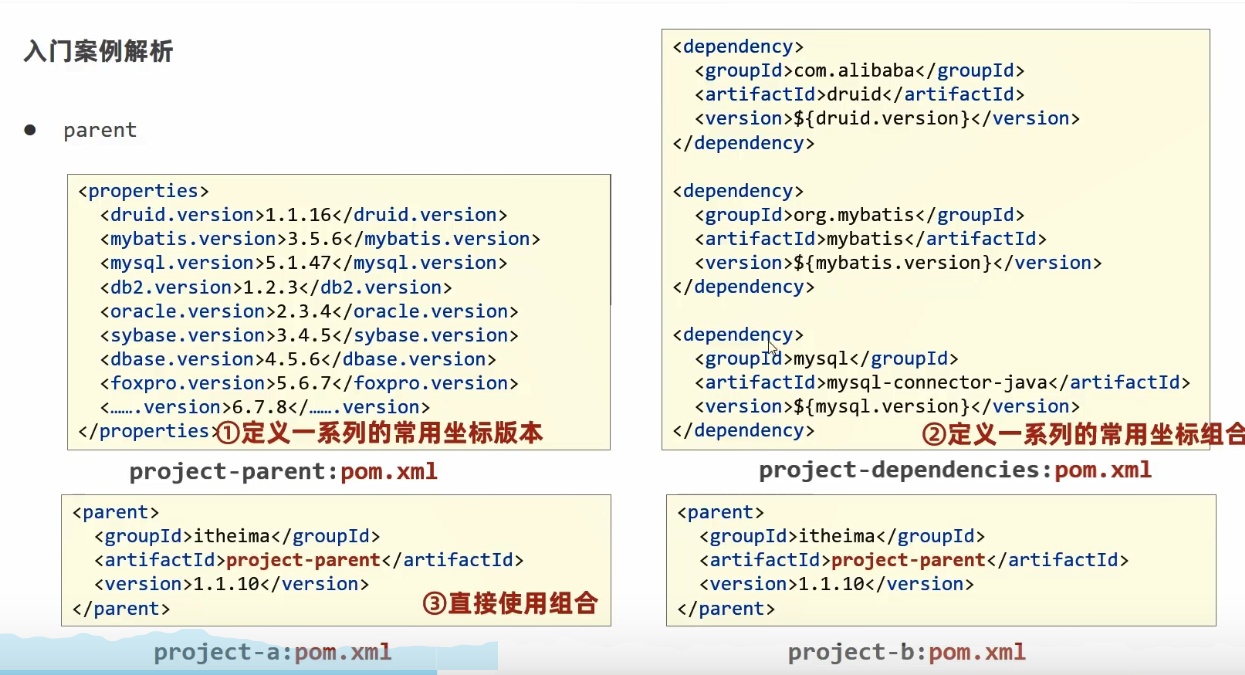 入门案例解析
● parent
<properties>
<druid.version>1.1.16</druid.version>
<mybatis.version>3.5.6</mybatis.version>
<mysql.version>5.1.47</mysql.version>
<db2.version>1.2.3</db2.version>
<oracle.version>2.3.4</oracle.version>
<sybase.version>3.4.5</sybase.version>
<dbase.version>4.5.6</dbase.version>
<foxpro.version>5.6.7</foxpro.version>
<…….version>6.7.8</…….version>
</properties>
①定义一系列的常用坐标版本
project-parent:pom.xml
<dependency>
<groupId>com.alibaba</groupId>
<artifactId>druid</artifactId>
<version>${druid.version}</version>
</dependency>
<dependency>
<groupId>org.mybatis</groupId>
<artifactId>mybatis</artifactId>
<version>${mybatis.version}</version>
</dependency>
<dependency>
<groupId>mysql</groupId>
<artifactId>mysql-connector-java</artifactId>
<version>${mysql.version}</version>
</dependency>
②定义一系列的常用坐标组合
project-dependencies:pom.xml
<parent>
<groupId>itheima</groupId>
<artifactId>project-parent</artifactId>
<version>1.1.10</version>
</parent>
③直接使用组合
project-a:pom.xml
<parent>
<groupId>itheima</groupId>
<artifactId>project-parent</artifactId>
<version>1.1.10</version>
</parent>
project-b:pom.xml